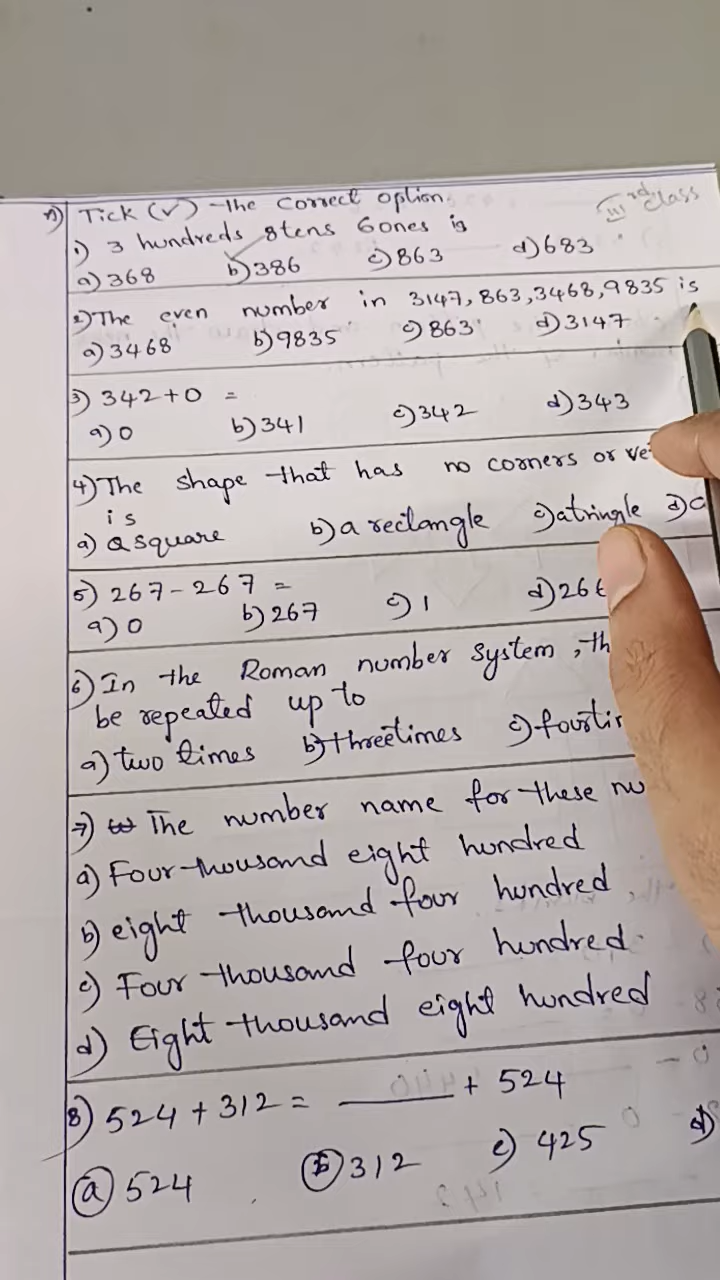 A) Tick (✓) the correct option.
IIIrd class
1) 3 hundreds 8tens 6ones is
a) 368 b) 386 c) 863 d) 683
2) The even number in 3147, 863, 3468, 9835 is
a) 3468 b) 9835 c) 863 d) 3147
3) 342+0 =
a) 0 b) 341 c) 342 d) 343
4) The shape that has no corners or
is
a) a square b) a rectangle c) atringle d)
5) 267-267 =
a) 0 b) 267 c) 1 d)
6) In the Roman number system,
be repeated up to
a) two times b) threetimes c)
7) The number name for these
a) Four thousand eight hundred
b) eight thousand four hundred
c) Four thousand four hundred
d) Eight thousand eight hundred
8) 524 + 312 = ____ + 524
a) 524 b) 312 c) 425 d)